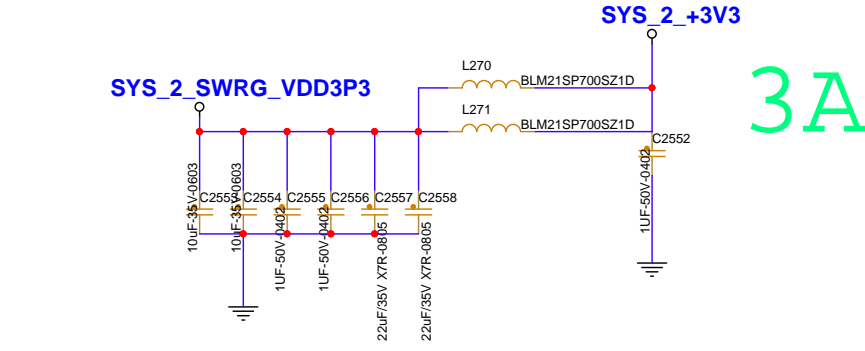 SYS_2_+3V3
L270
BLM21SP700SZ1D
SYS_2_SWRG_VDD3P3
3A
L271
BLM21SP700SZ1D
C2552
1UF-50V-0402
C2553
C2554
C2555
C2556
C2557
C2558
10uF-35V-0603
10uF-35V-0603
1UF-50V-0402
1UF-50V-0402
22uF/35V X7R-0805
22uF/35V X7R-0805